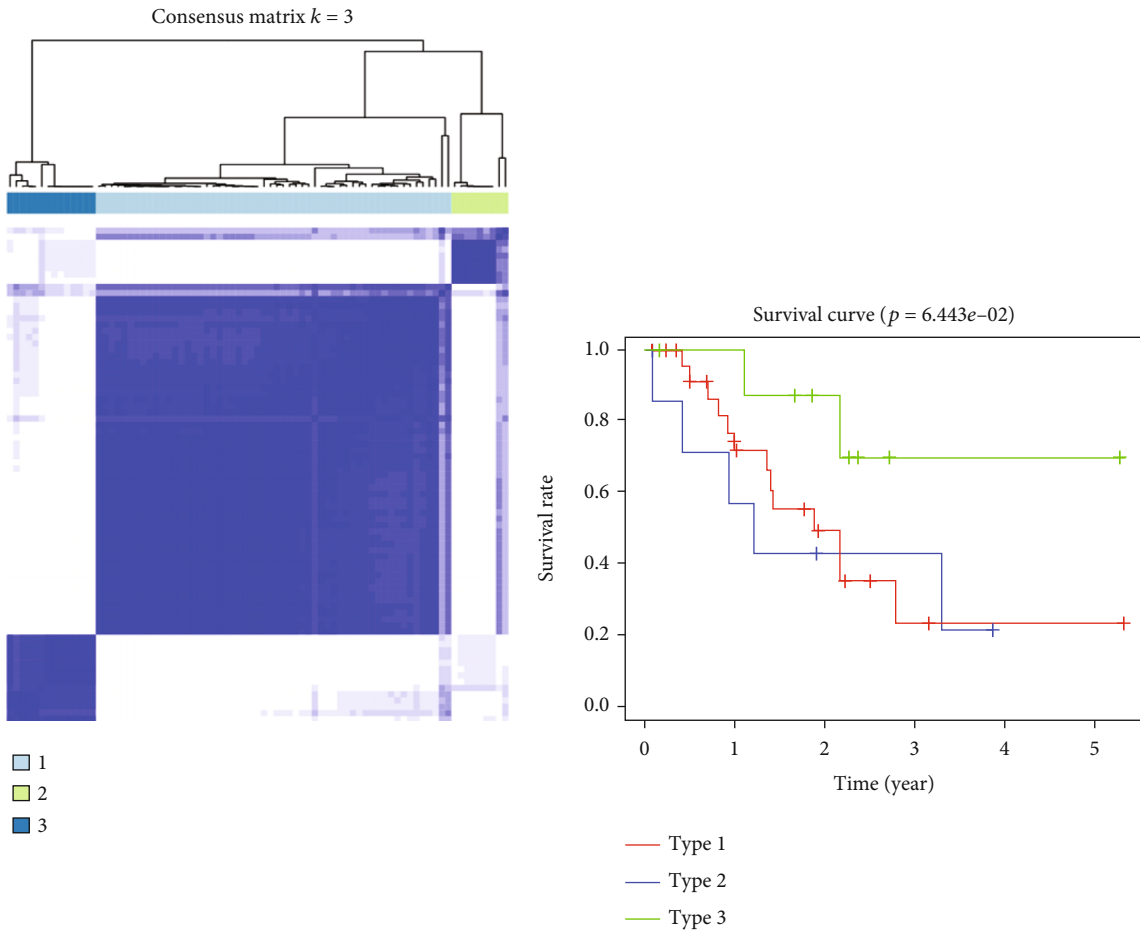 Consensus matrix k = 3
1
2
3
Survival curve (p = 6.443e–02)
Survival rate
1.0
0.8
0.6
0.4
0.2
0.0
0 1 2 3 4 5
Time (year)
Type 1
Type 2
Type 3